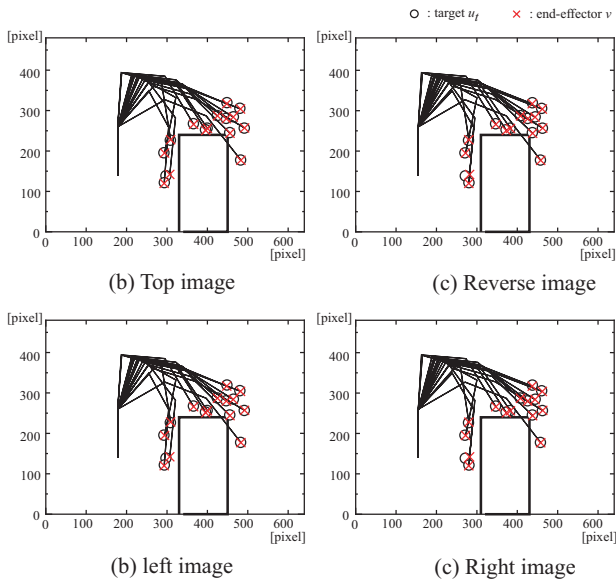 ○ : target u_t × : end-effector v
[pixel] [pixel]
400 400
300 300
200 200
100 100
0 0
0 100 200 300 400 500 600 0 100 200 300 400 500 600
[pixel] [pixel]
(b) Top image (c) Reverse image
[pixel] [pixel]
400 400
300 300
200 200
100 100
0 0
0 100 200 300 400 500 600 0 100 200 300 400 500 600
[pixel] [pixel]
(b) left image (c) Right image